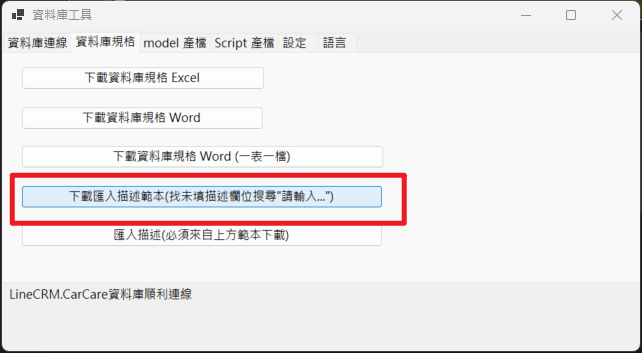 資料庫工具
資料庫連線 資料庫規格 model 產檔 Script 產檔 設定 語言
下載資料庫規格 Excel
下載資料庫規格 Word
下載資料庫規格 Word (一表一檔)
下載匯入描述範本(找未填描述欄位搜尋"請輸入...")
匯入描述(必須來自上方範本下載)
LineCRM.CarCare資料庫順利連線